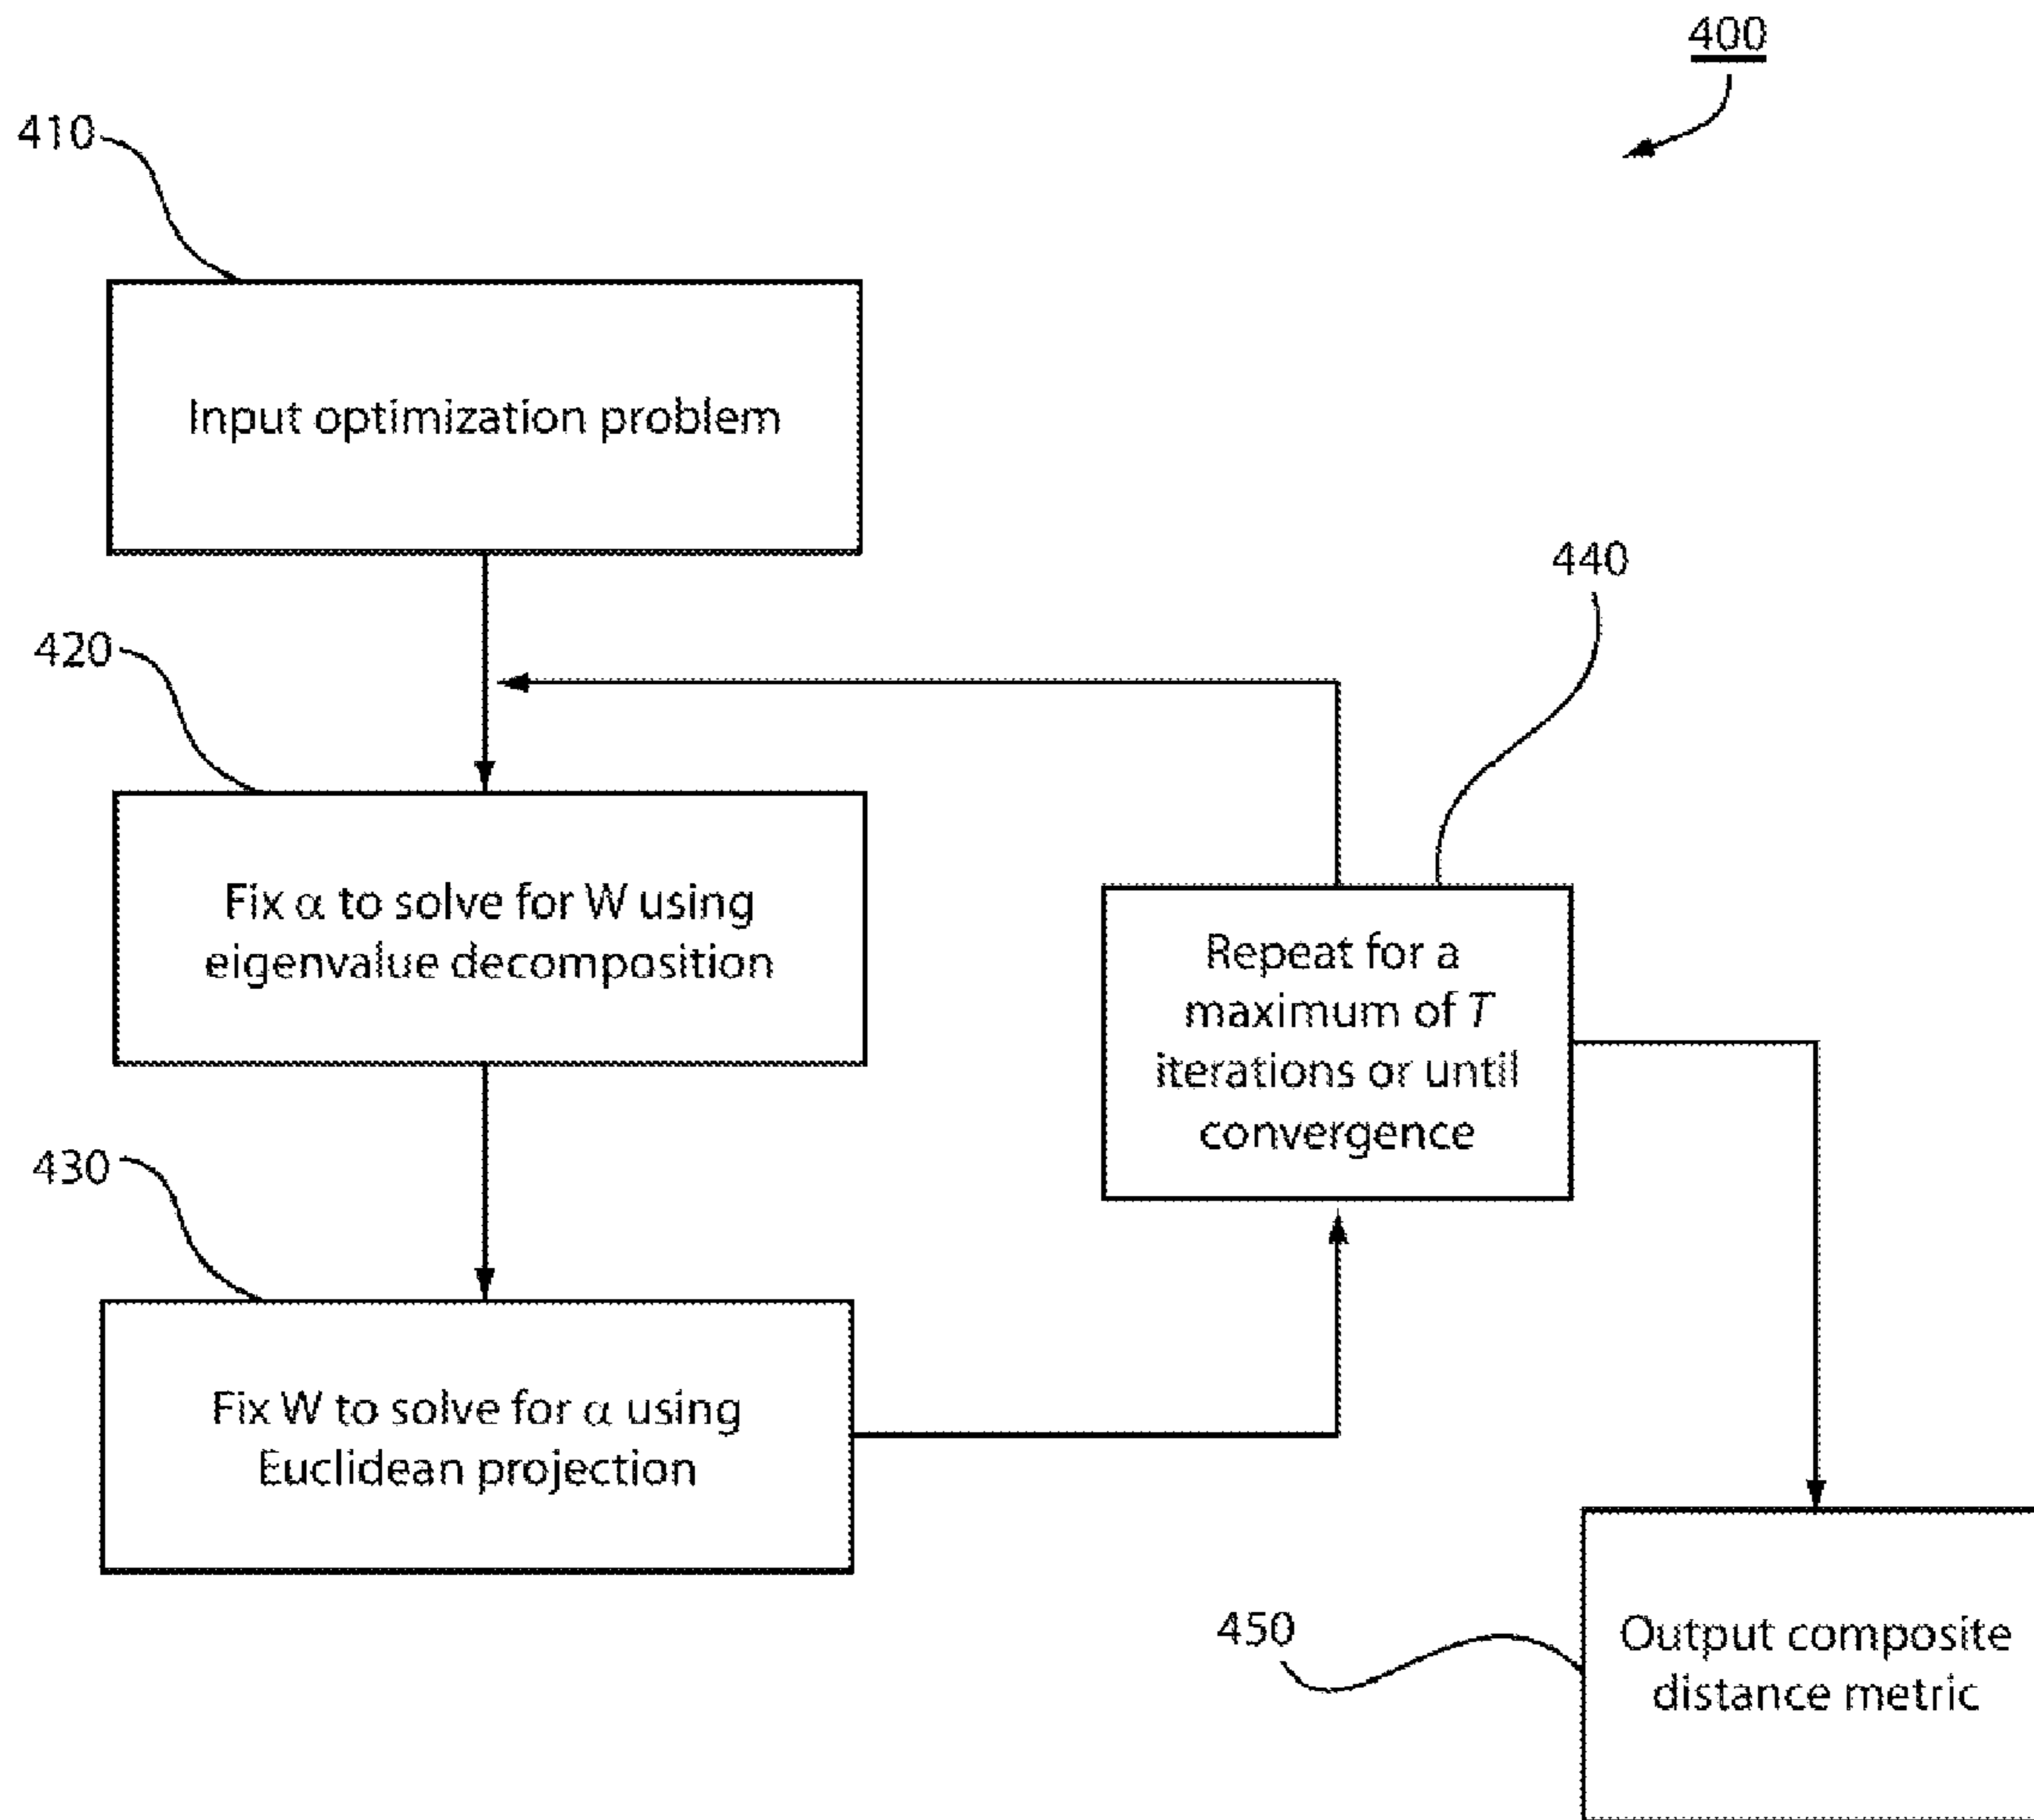 400
410
Input optimization problem
440
420
Fix α to solve for W using
eigenvalue decomposition
Repeat for a
maximum of T
iterations or until
convergence
430
Fix W to solve for α using
Euclidean projection
450
Output composite
distance metric